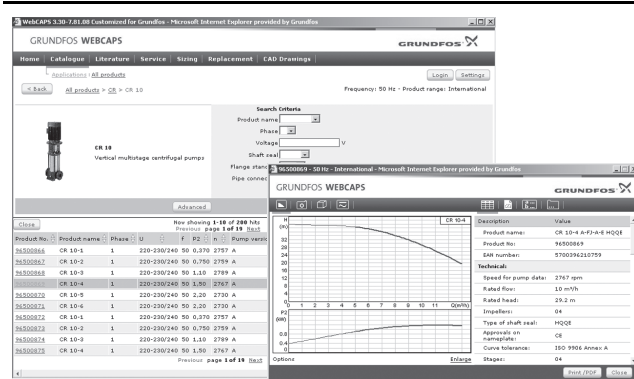 WebCAPS 3.30-7.81.08 Customized for Grundfos - Microsoft Internet Explorer provided by Grundfos
GRUNDFOS WEBCAPS
GRUNDFOS
Home Catalogue Literature Service Sizing Replacement CAD Drawings
Applications | All products
Login Settings
< Back
All products > CR > CR 10
Frequency: 50 Hz - Product range: International
Search Criteria
Product name
Phase
Voltage V
Shaft seal
Flange stand
Pipe connec
CR 10
Vertical multistage centrifugal pumps
Advanced
Close
Now showing 1-10 of 200 hits
Previous page 1 of 19 Next
Product No. Product name Phase U f P2 n Pump versio
96500866 CR 10-1 1 220-230/240 50 0,370 2757 A
96500867 CR 10-2 1 220-230/240 50 0,750 2759 A
96500868 CR 10-3 1 220-230/240 50 1,10 2789 A
CR 10-4 1 220-230/240 50 1,50 2767 A
96500870 CR 10-5 1 220-230/240 50 2,20 2730 A
96500871 CR 10-6 1 220-230/240 50 2,20 2730 A
96500872 CR 10-1 1 220-230/240 50 0,370 2757 A
96500873 CR 10-2 1 220-230/240 50 0,750 2759 A
96500874 CR 10-3 1 220-230/240 50 1,10 2789 A
96500875 CR 10-4 1 220-230/240 50 1,50 2767 A
Previous page 1 of 19 Next
96500869 - 50 Hz - International - Microsoft Internet Explorer provided by Grundfos
GRUNDFOS WEBCAPS
GRUNDFOS
H
(m)
CR 10-4
32
28
24
20
16
12
8
4
0
0 1 2 3 4 5 6 7 8 9 10 11 Q(m³/h)
P2
(kW)
0.8
0.4
0
Options
Enlarge
Description Value
Product name: CR 10-4 A-FJ-A-E HQQE
Product No: 96500869
EAN number: 5700396210759
Technical:
Speed for pump data: 2767 rpm
Rated flow: 10 m³/h
Rated head: 29.2 m
Impellers: 04
Type of shaft seal: HQQE
Approvals on nameplate: CE
Curve tolerance: ISO 9906 Annex A
Stages: 04
Print /PDF Close